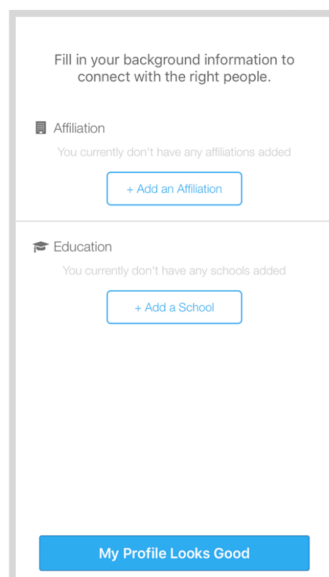 Fill in your background information to
connect with the right people.
Affiliation
You currently don't have any affiliations added
+ Add an Affiliation
Education
You currently don't have any schools added
+ Add a School
My Profile Looks Good